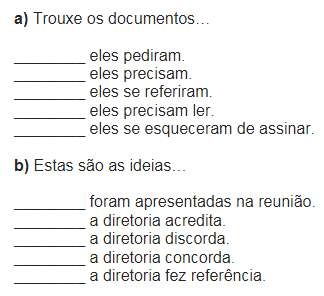 a) Trouxe os documentos…
________ eles pediram.
________ eles precisam.
________ eles se referiram.
________ eles precisam ler.
________ eles se esqueceram de assinar.
b) Estas são as ideias…
________ foram apresentadas na reunião.
________ a diretoria acredita.
________ a diretoria discorda.
________ a diretoria concorda.
________ a diretoria fez referência.